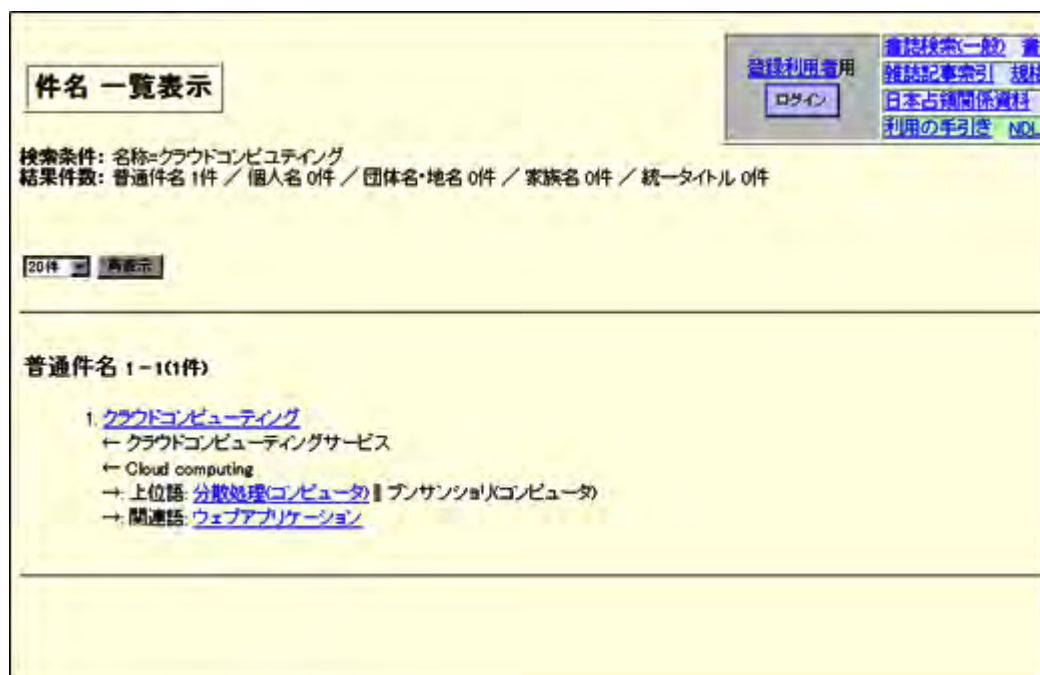 件名 一覧表示
登録利用者用
ログイン
書誌検索(一般) 書
雑誌記事索引 規格
日本占領関係資料
利用の手引き NDL
検索条件: 名称=クラウドコンピユテイング
結果件数: 普通件名 1件 / 個人名 0件 / 団体名・地名 0件 / 家族名 0件 / 統一タイトル 0件
20件 再表示
普通件名 1-1(1件)
1. クラウドコンピューティング
← クラウドコンピューティングサービス
← Cloud computing
→: 上位語: 分散処理(コンピュータ) || ブンサンショリ(コンピュータ)
→: 関連語: ウェブアプリケーション